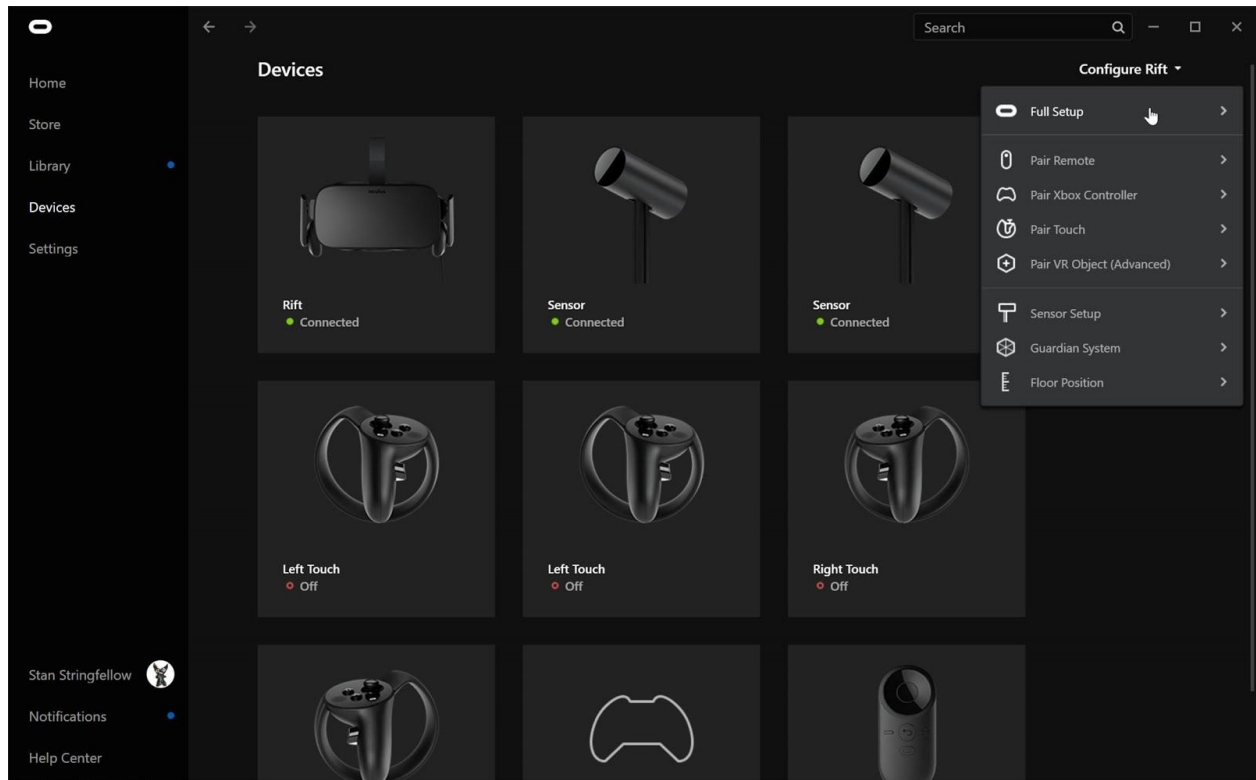 Search
Devices
Configure Rift
Home
Store
Library
Devices
Settings
Full Setup
Pair Remote
Pair Xbox Controller
Pair Touch
Pair VR Object (Advanced)
Sensor Setup
Guardian System
Floor Position
oculus
Rift
Connected
Sensor
Connected
Sensor
Connected
Left Touch
Off
Left Touch
Off
Right Touch
Off
Stan Stringfellow
Notifications
Help Center